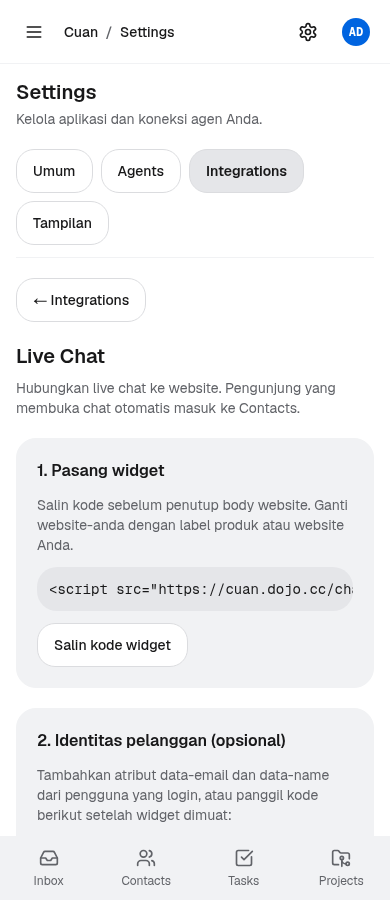 Cuan / Settings
AD
Settings
Kelola aplikasi dan koneksi agen Anda.
Umum
Agents
Integrations
Tampilan
← Integrations
Live Chat
Hubungkan live chat ke website. Pengunjung yang
membuka chat otomatis masuk ke Contacts.
1. Pasang widget
Salin kode sebelum penutup body website. Ganti
website-anda dengan label produk atau website
Anda.
<script src="https://cuan.dojo.cc/cha
Salin kode widget
2. Identitas pelanggan (opsional)
Tambahkan atribut data-email dan data-name
dari pengguna yang login, atau panggil kode
berikut setelah widget dimuat:
Inbox
Contacts
Tasks
Projects